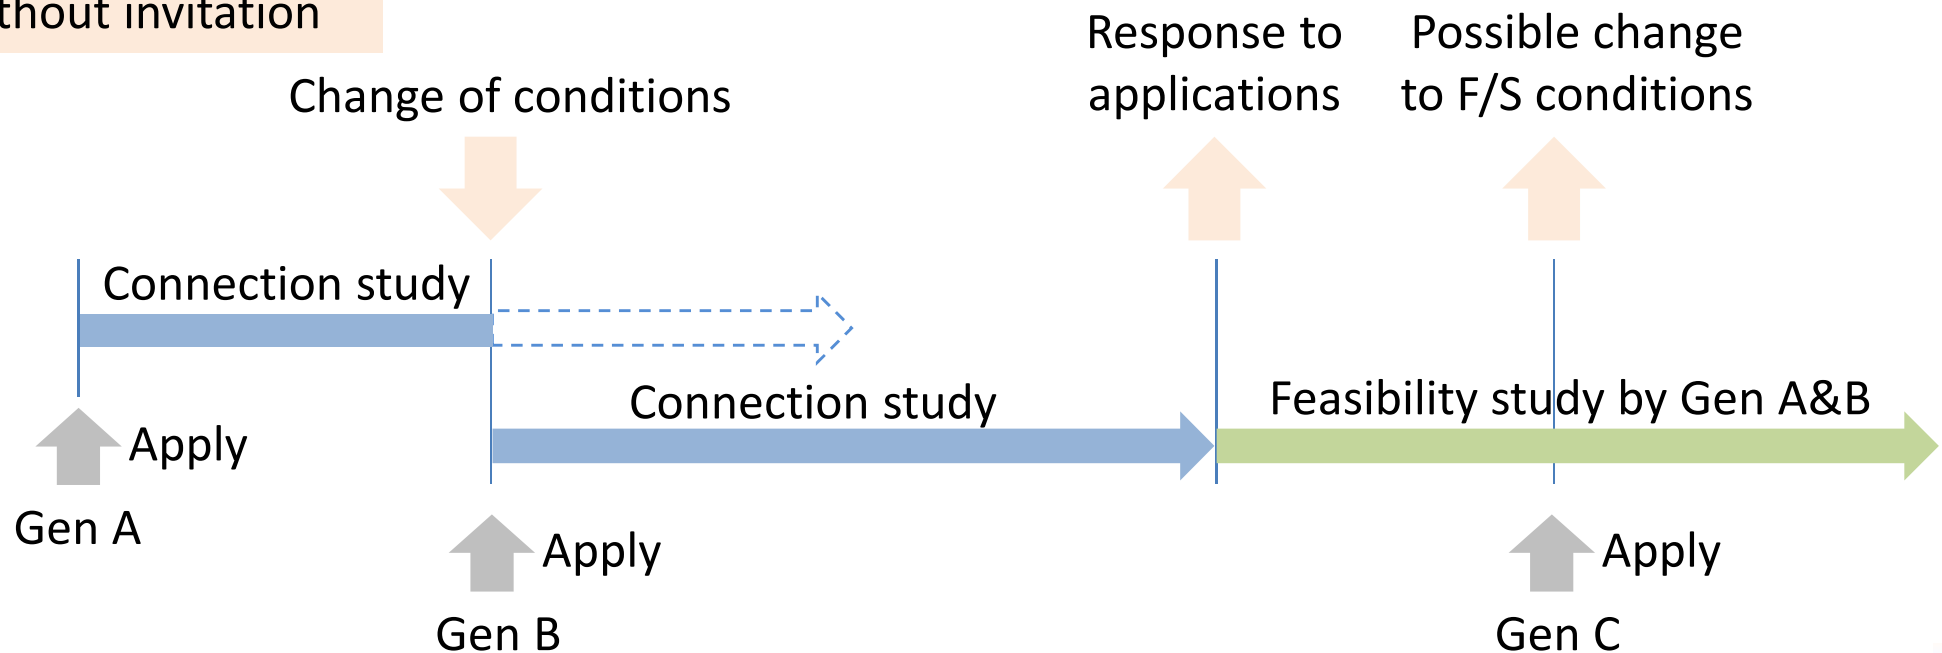 thout invitation
Change of conditions
Response to
applications
Possible change
to F/S conditions
Connection study
Connection study
Feasibility study by Gen A&B
Apply
Gen A
Apply
Gen B
Apply
Gen C